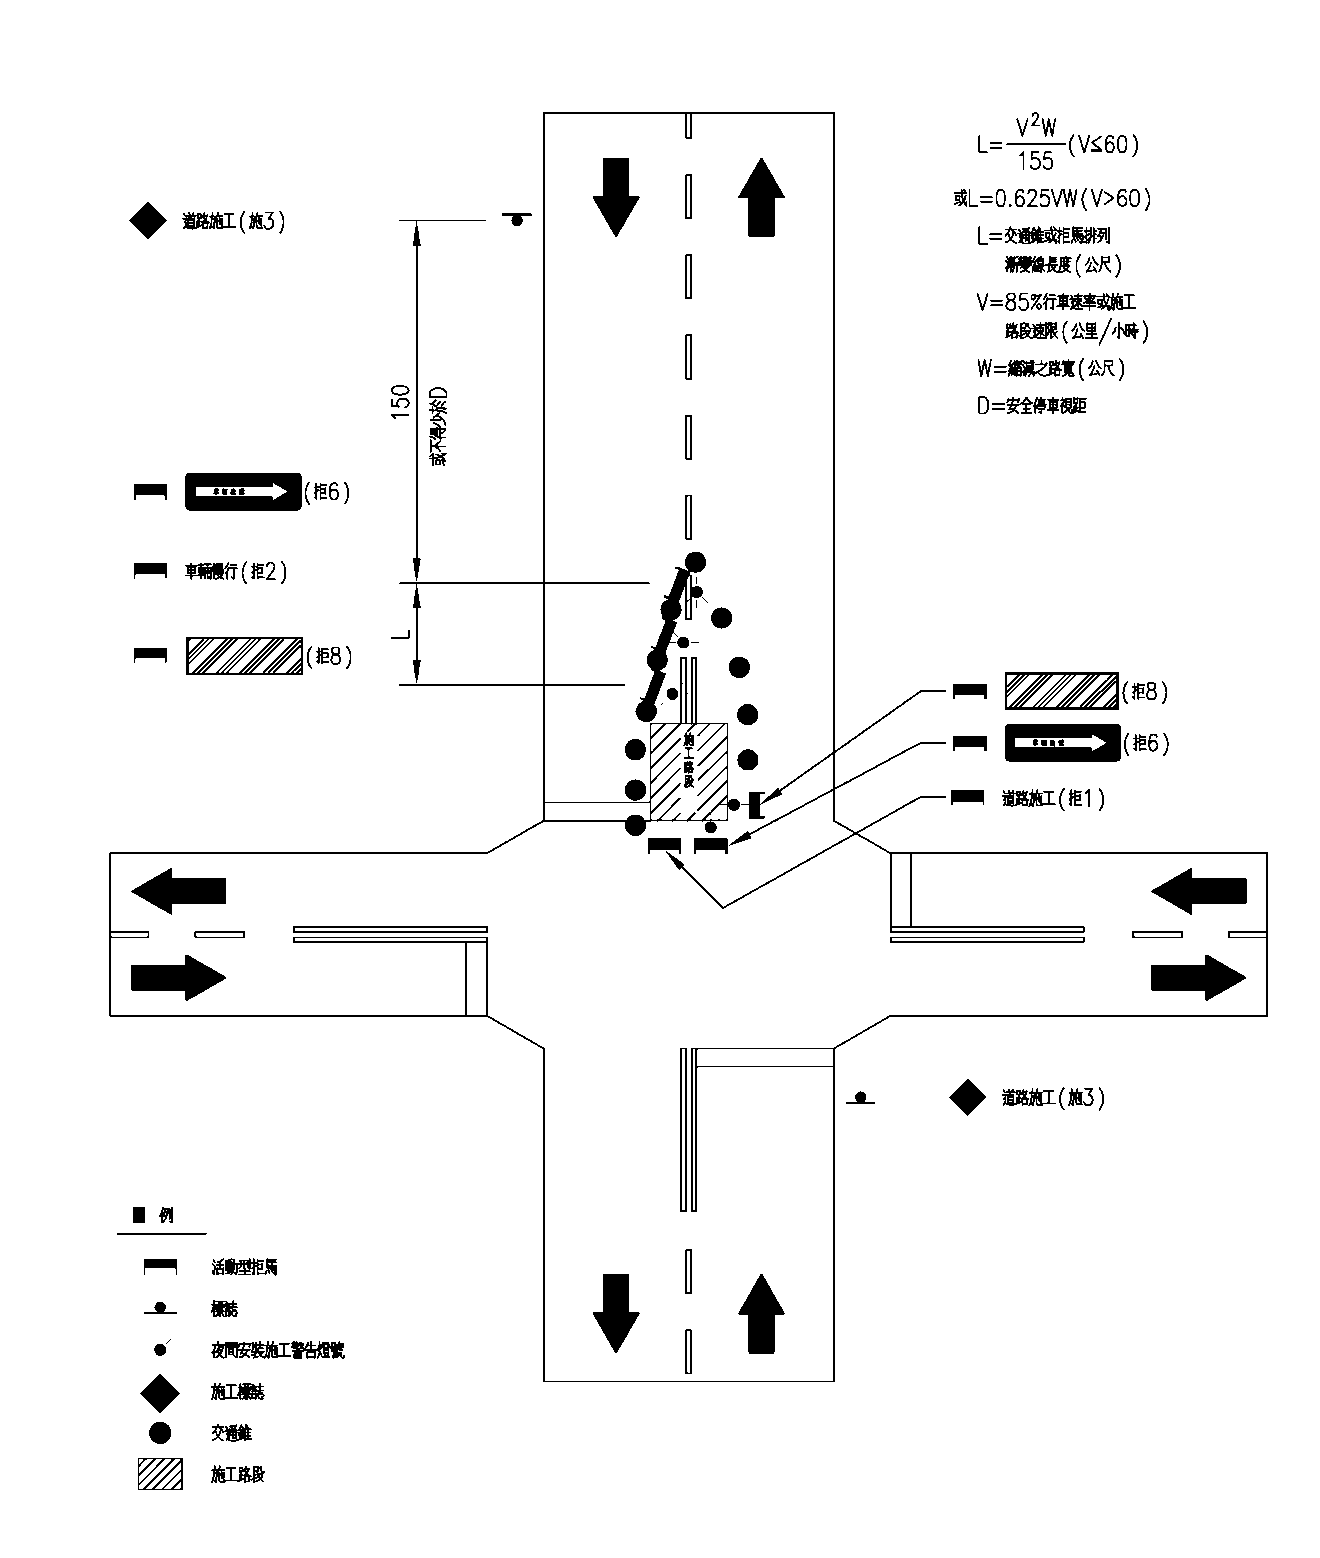 L=V²W/155(V≤60)
或L=0.625VW(V>60)
L=交通錐或拒馬排列
漸變線長度(公尺)
V=85%行車速率或施工
路段速限(公里/小時)
W=縮減之路寬(公尺)
D=安全停車視距
道路施工(施3)
150
或不得少於D
(拒6)
車輛慢行(拒2)
L
(拒8)
施工路段
(拒8)
(拒6)
道路施工(拒1)
道路施工(施3)
例
活動型拒馬
標誌
夜間安裝施工警告燈號
施工標誌
交通錐
施工路段